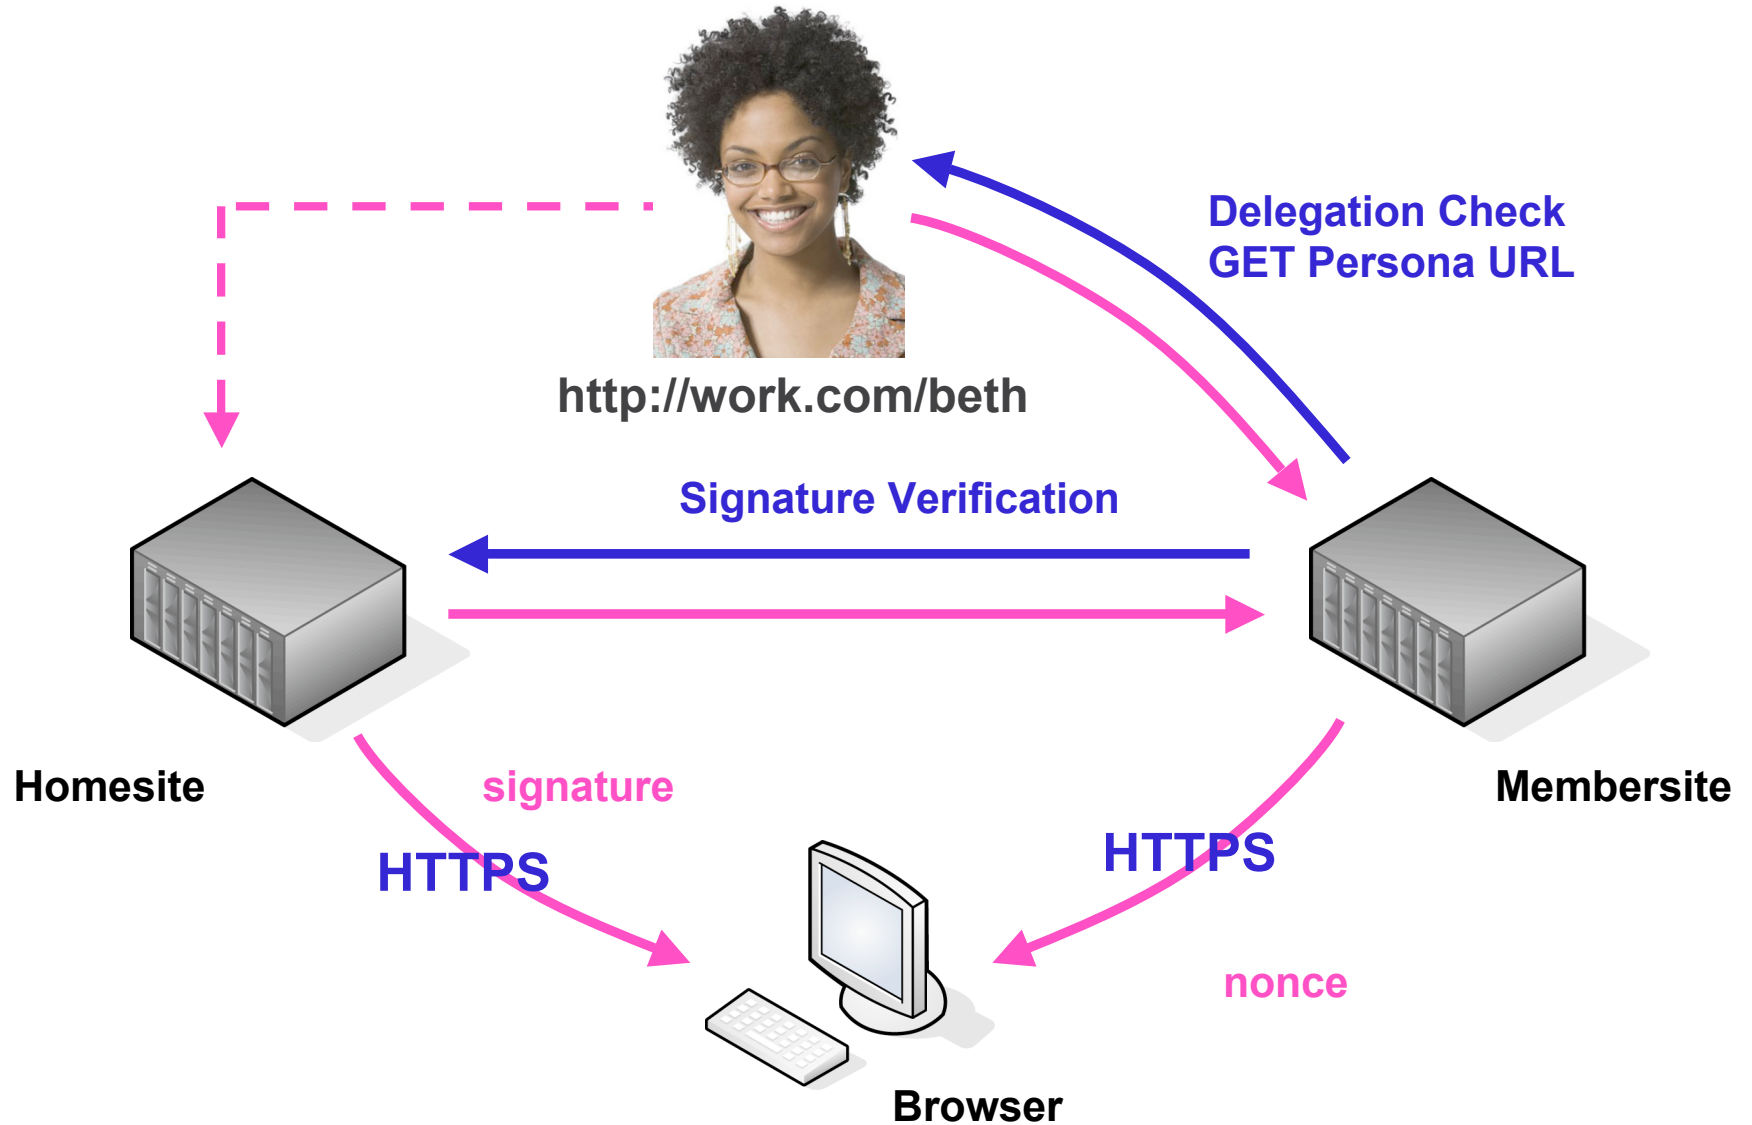 Delegation Check
GET Persona URL
http://work.com/beth
Signature Verification
Homesite
signature
Membersite
HTTPS
HTTPS
nonce
Browser